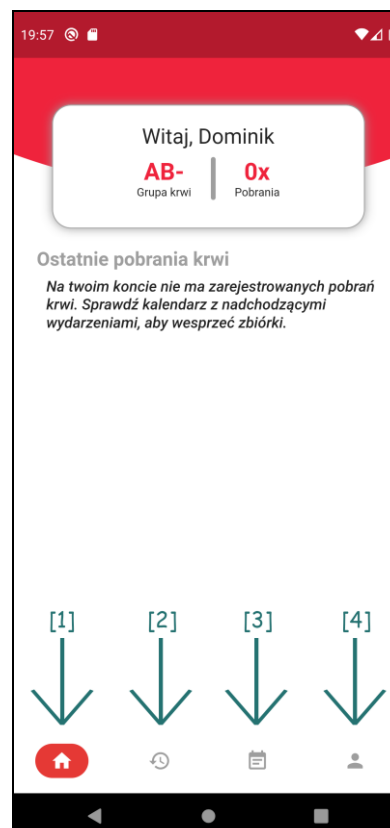 19:57
Witaj, Dominik
AB- 0x
Grupa krwi Pobrania
Ostatnie pobrania krwi
Na twoim koncie nie ma zarejestrowanych pobrań
krwi. Sprawdź kalendarz z nadchodzącymi
wydarzeniami, aby wesprzeć zbiórki.
[1] [2] [3] [4]